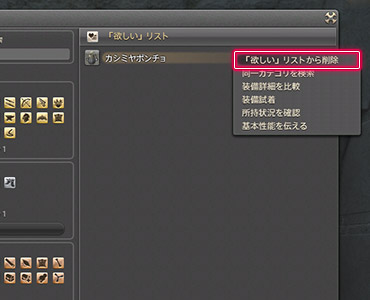 「欲しい」リスト
カシミヤポンチョ
「欲しい」リストから削除
同一カテゴリを検索
装備詳細を比較
装備試着
所持状況を確認
基本性能を伝える
1
1